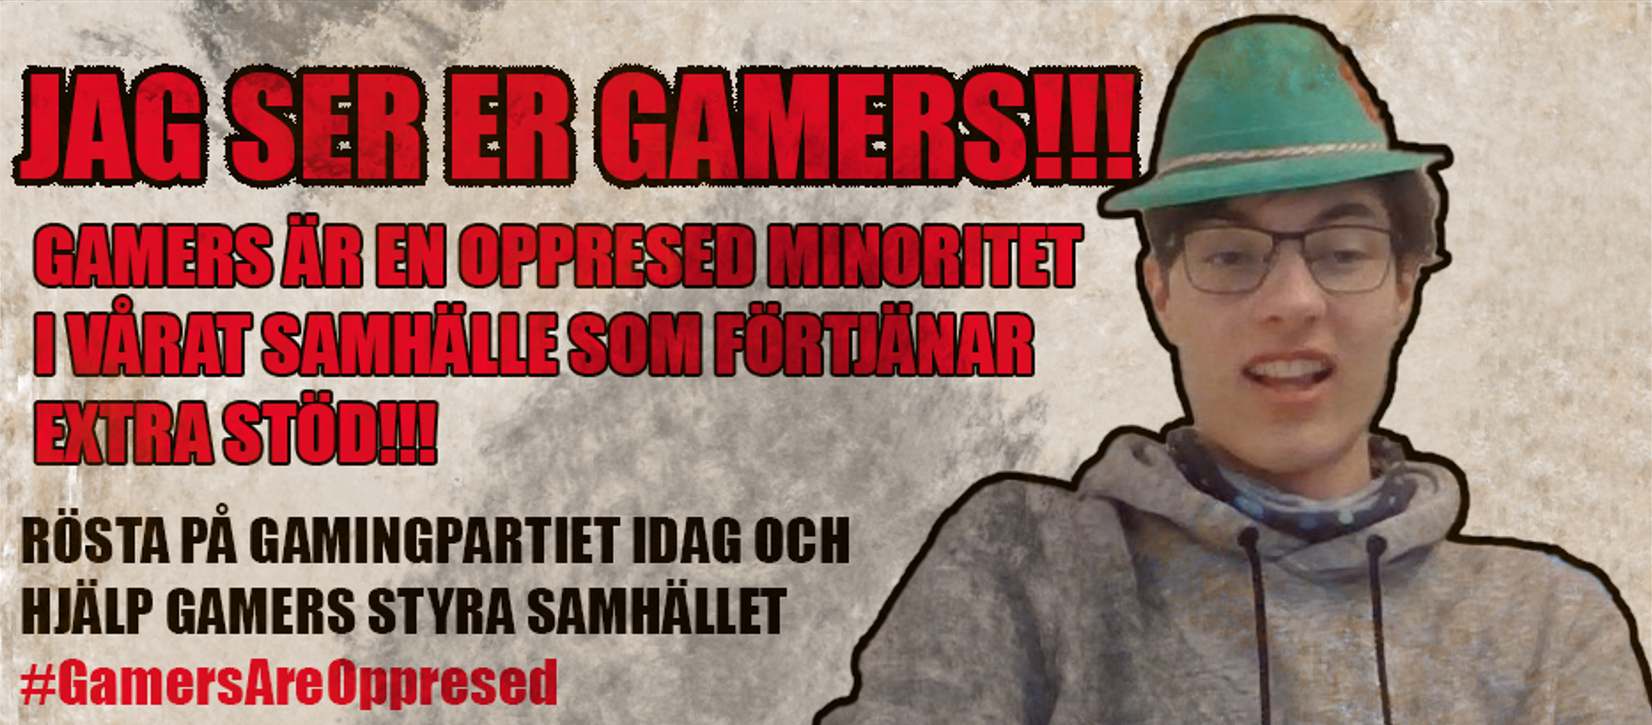 JAG SER ER GAMERS!!!
GAMERS ÄR EN OPPRESED MINORITET
I VÅRAT SAMHÄLLE SOM FÖRTJÄNAR
EXTRA STÖD!!!
RÖSTA PÅ GAMINGPARTIET IDAG OCH
HJÄLP GAMERS STYRA SAMHÄLLET
#GamersAreOppresed